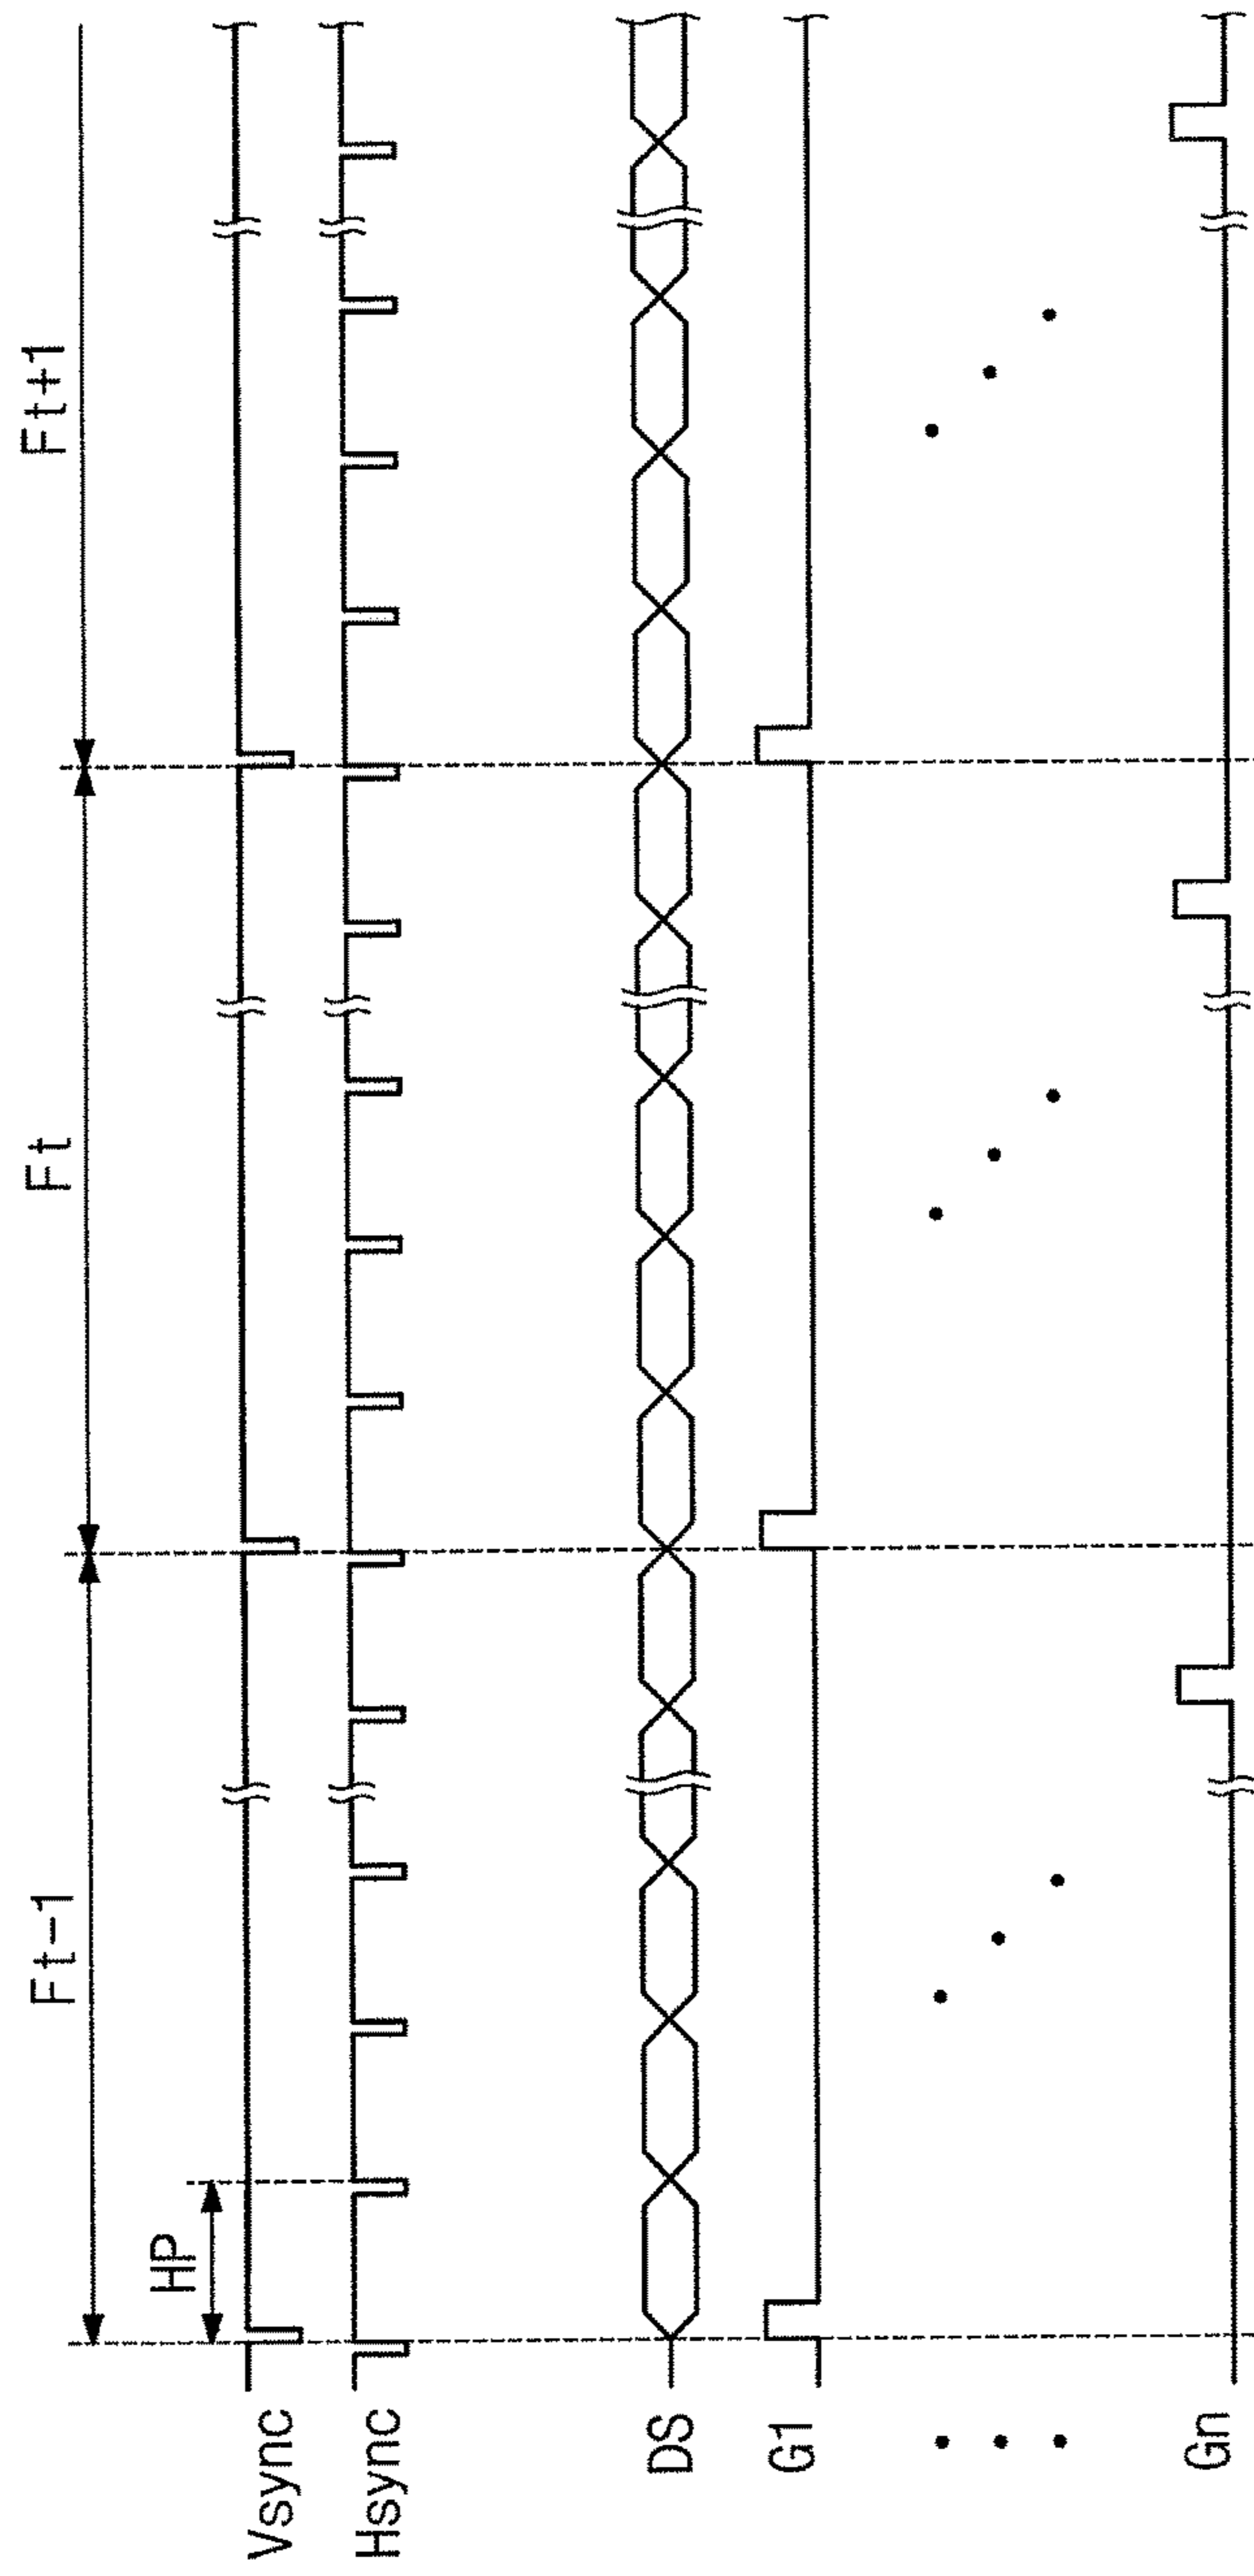 Ft-1
Ft
Ft+1
HP
Vsync
Hsync
DS
G1
Gn